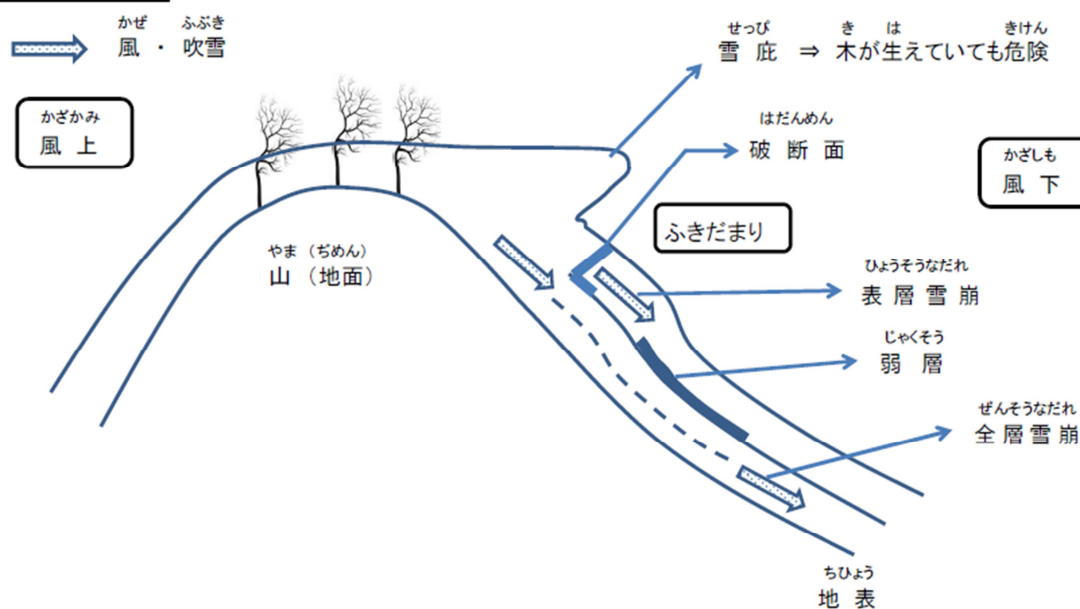 かぜ ふぶき
風 ・ 吹雪
かざかみ
風 上
せっぴ き は きけん
雪 庇 ⇒ 木が生えていても危険
はだんめん
破 断 面
かざしも
風 下
ふきだまり
やま（ぢめん）
山（地面）
ひょうそうなだれ
表 層 雪 崩
じゃくそう
弱 層
ぜんそうなだれ
全 層 雪 崩
ちひょう
地 表